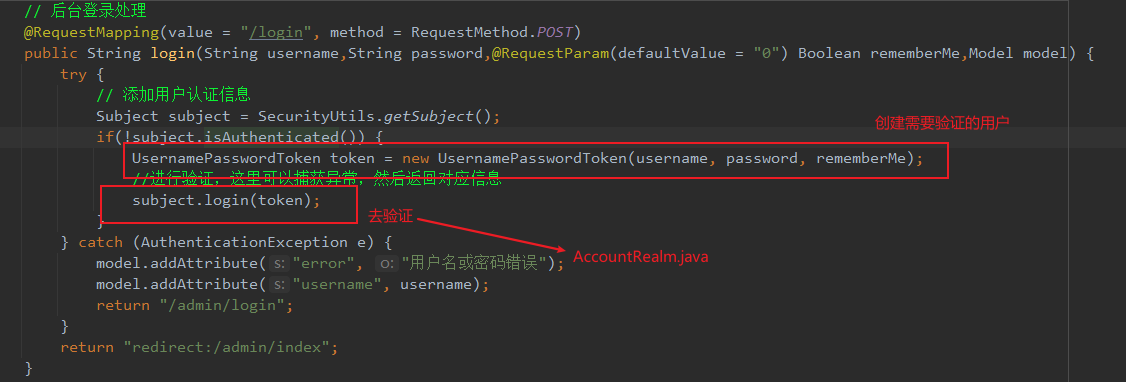 // 后台登录处理
@RequestMapping(value = "/login", method = RequestMethod.POST)
public String login(String username,String password,@RequestParam(defaultValue = "0") Boolean rememberMe,Model model) {
try {
// 添加用户认证信息
Subject subject = SecurityUtils.getSubject();
if(!subject.isAuthenticated()) {
创建需要验证的用户
UsernamePasswordToken token = new UsernamePasswordToken(username, password, rememberMe);
//进行验证，这里可以捕获异常，然后返回对应信息
subject.login(token);
去验证
}
} catch (AuthenticationException e) {
AccountRealm.java
model.addAttribute( s: "error", o: "用户名或密码错误");
model.addAttribute( s: "username", username);
return "/admin/login";
}
return "redirect:/admin/index";
}